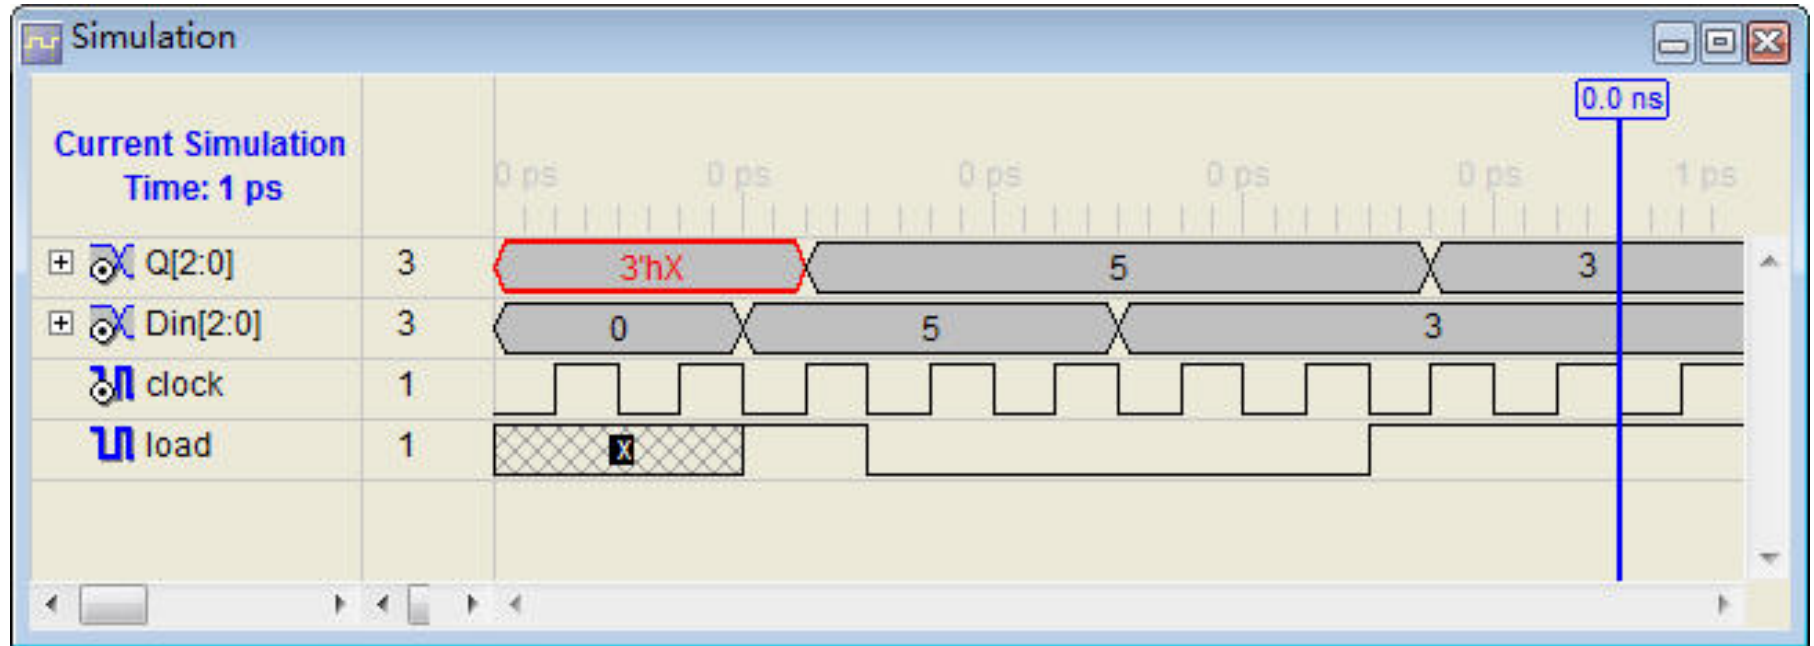 Simulation
0.0 ns
Current Simulation
Time: 1 ps
0 ps 0 ps 0 ps 0 ps 0 ps 1 ps
Q[2:0] 3 3'hX 5 3
Din[2:0] 3 0 5 3
clock 1
load 1 X